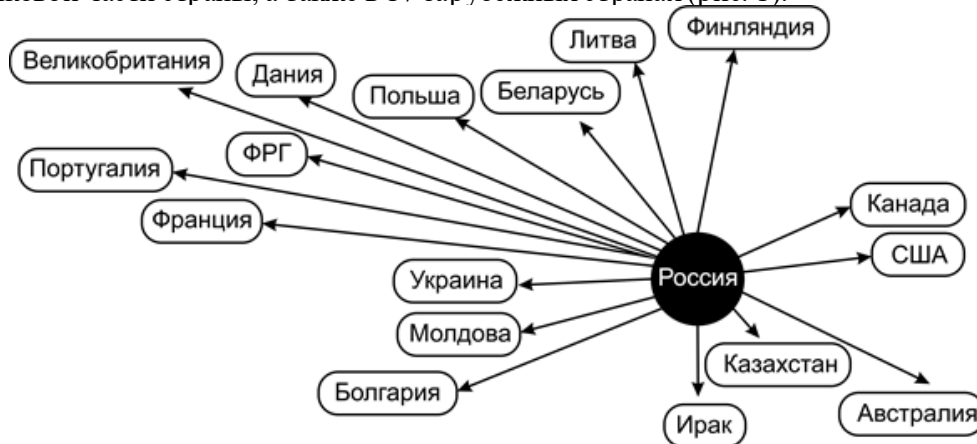 Финляндия
Литва
Великобритания
Дания
Польша
Беларусь
ФРГ
Португалия
Канада
Франция
США
Украина
Россия
Молдова
Казахстан
Болгария
Австралия
Ирак